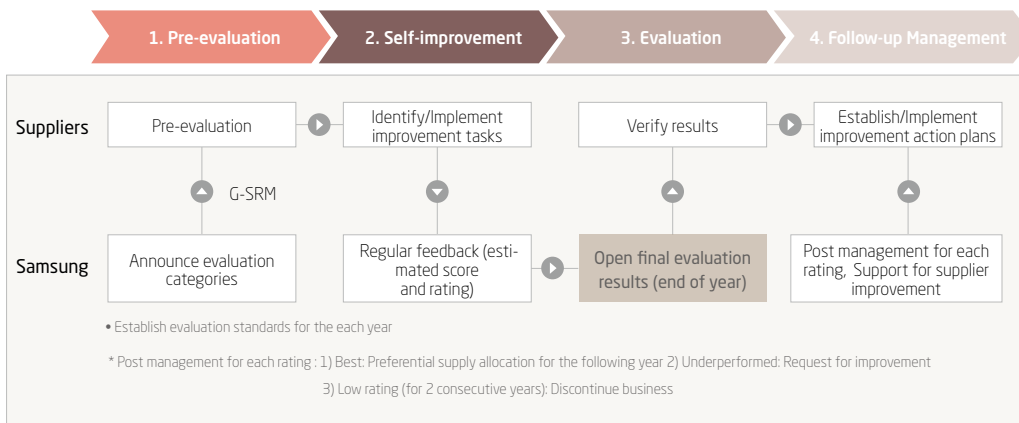 1. Pre-evaluation
2. Self-improvement
3. Evaluation
4. Follow-up Management
Suppliers
Pre-evaluation
Identify/Implement
improvement tasks
Verify results
Establish/Implement
improvement action plans
G-SRM
Samsung
Announce evaluation
categories
Regular feedback (esti-
mated score
and rating)
Open final evaluation
results (end of year)
Post management for each
rating, Support for supplier
improvement
• Establish evaluation standards for the each year
* Post management for each rating : 1) Best: Preferential supply allocation for the following year 2) Underperformed: Request for improvement
3) Low rating (for 2 consecutive years): Discontinue business